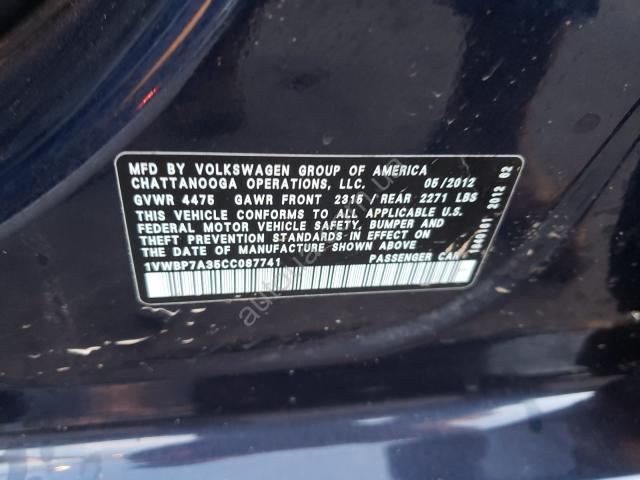 MFD BY VOLKSWAGEN GROUP OF AMERICA
CHATTANOOGA OPERATIONS, LLC. 05/2012
GVWR 4475 GAWR FRONT 2315 / REAR 2271 LBS
THIS VEHICLE CONFORMS TO ALL APPLICABLE U.S.
FEDERAL MOTOR VEHICLE SAFETY, BUMPER AND
THEFT PREVENTION STANDARDS IN EFFECT ON
THE DATE OF MANUFACTURE SHOWN ABOVE.
1VWBP7A35CC087741 PASSENGER CAR
2012 02